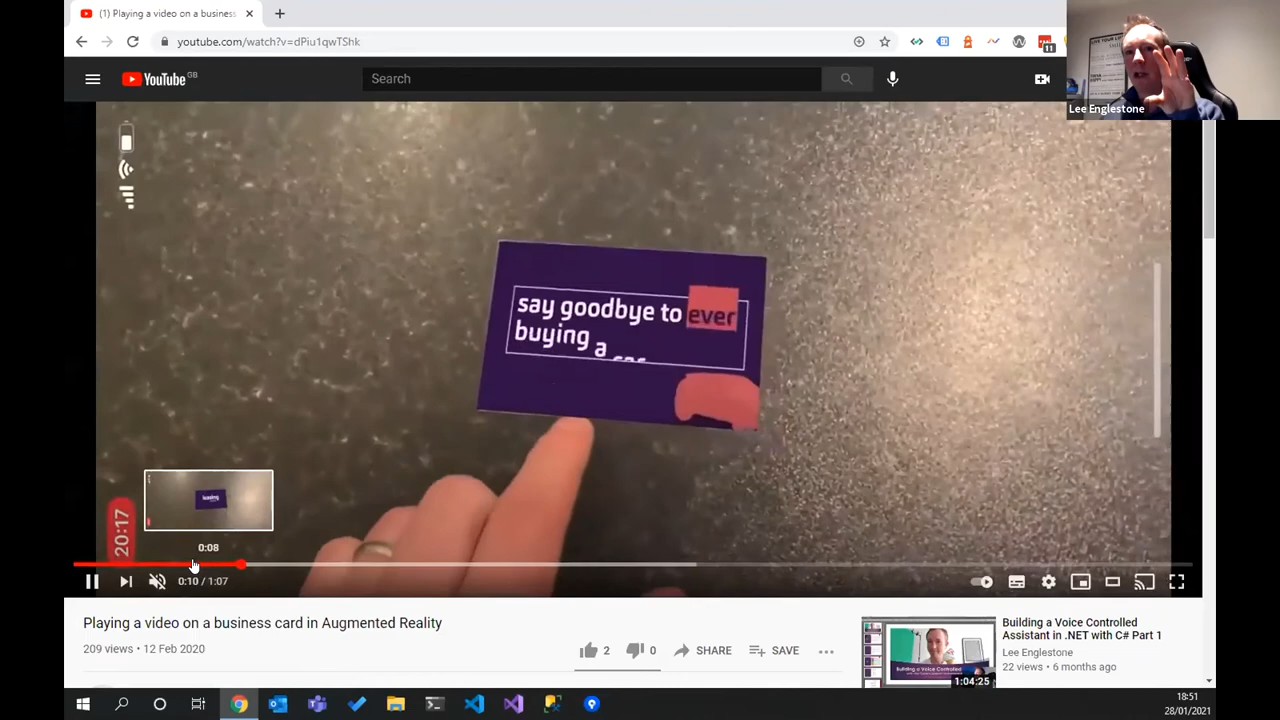 (1) Playing a video on a business
youtube.com/watch?v=dPiu1qwTShk
11
YouTube GB
Search
Lee Englestone
say goodbye to ever
buying a
leasing
20:17
0:08
0:10 / 1:07
Playing a video on a business card in Augmented Reality
209 views • 12 Feb 2020
2
0
SHARE
SAVE
Building a Voice Controlled
Assistant in .NET with C# Part 1
Lee Englestone
22 views • 6 months ago
1:04:25
18:51
28/01/2021